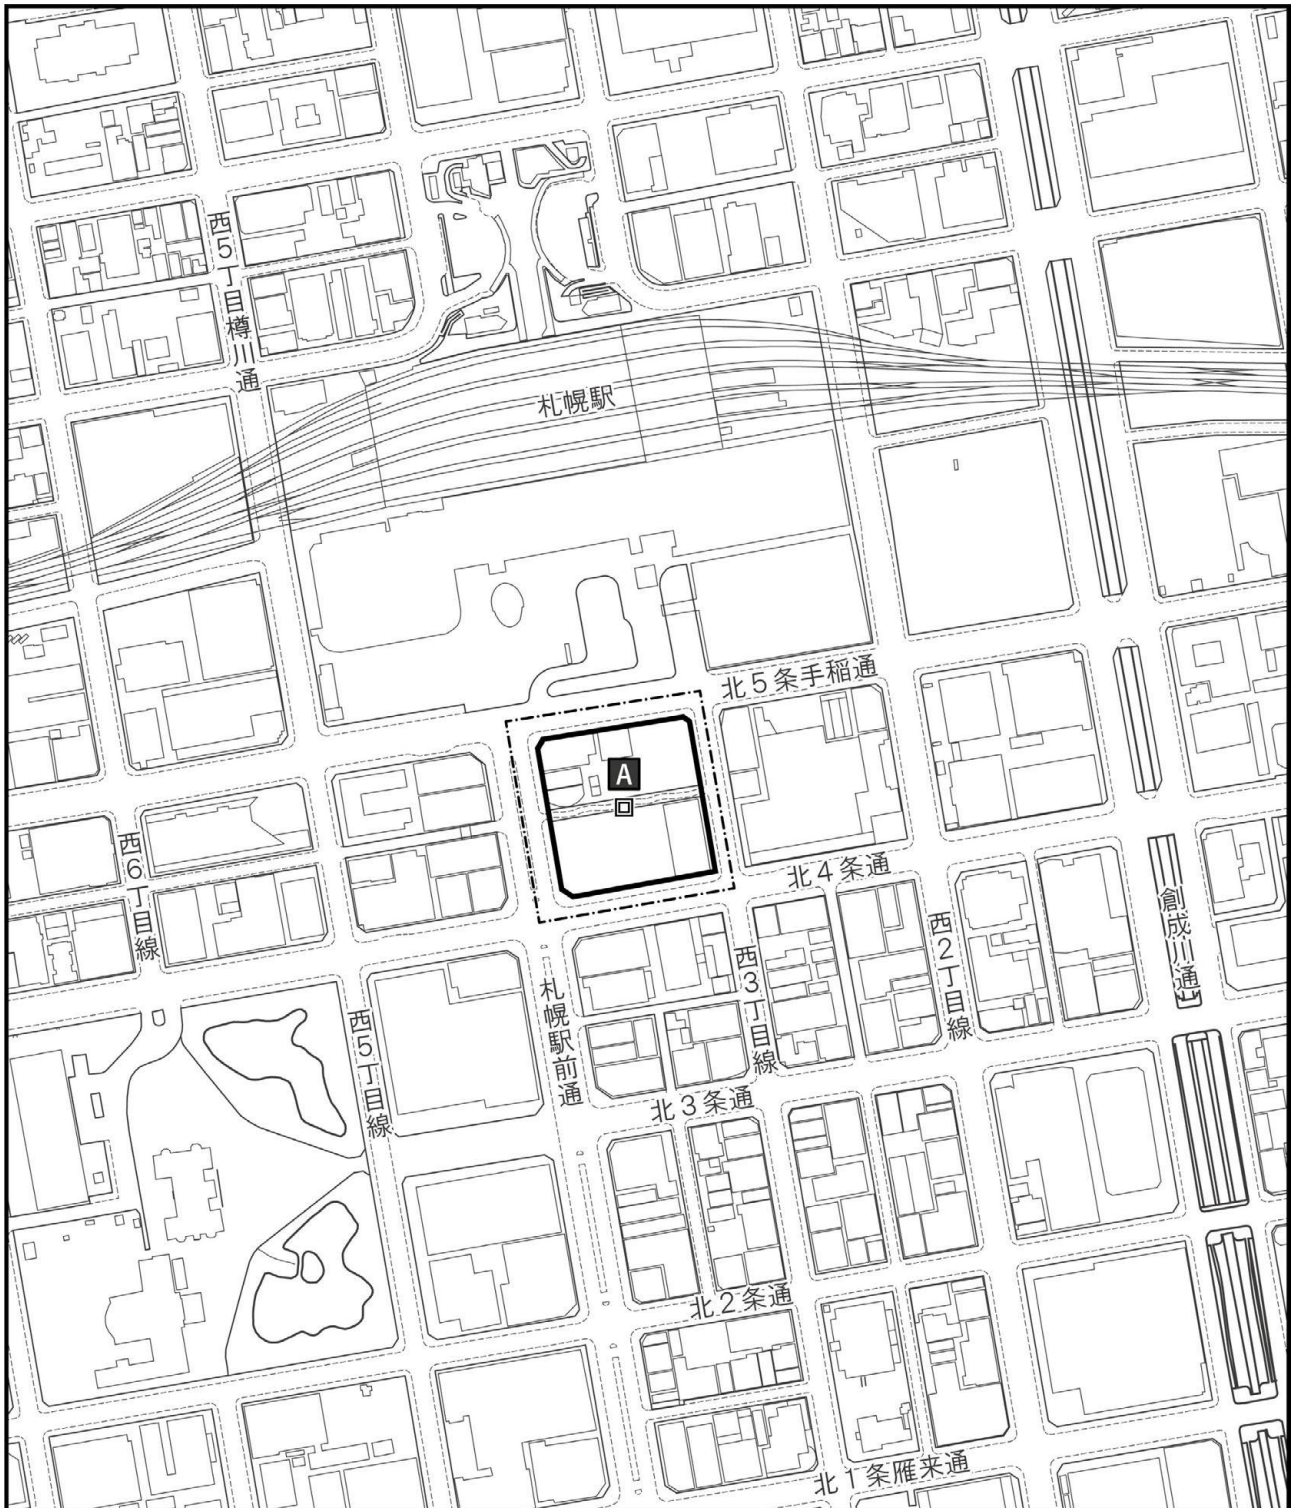 西5丁目樽川通
札幌駅
北5条手稲通
A
北4条通
西6丁目線
創成川通
西2丁目線
西3丁目線
札幌駅前通
西5丁目線
北3条通
北2条通
北1条雁来通